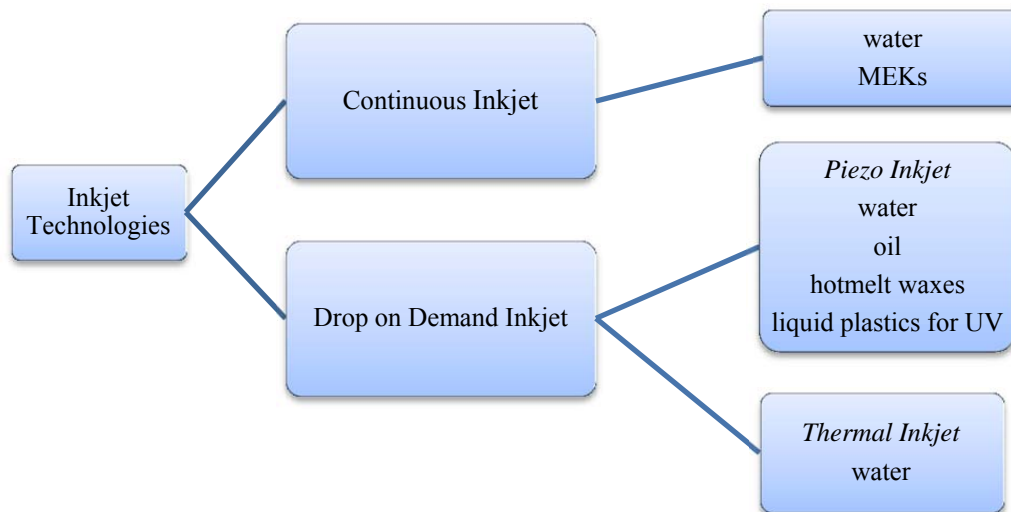 Inkjet
Technologies
Continuous Inkjet
water
MEKs
Drop on Demand Inkjet
Piezo Inkjet
water
oil
hotmelt waxes
liquid plastics for UV
Thermal Inkjet
water